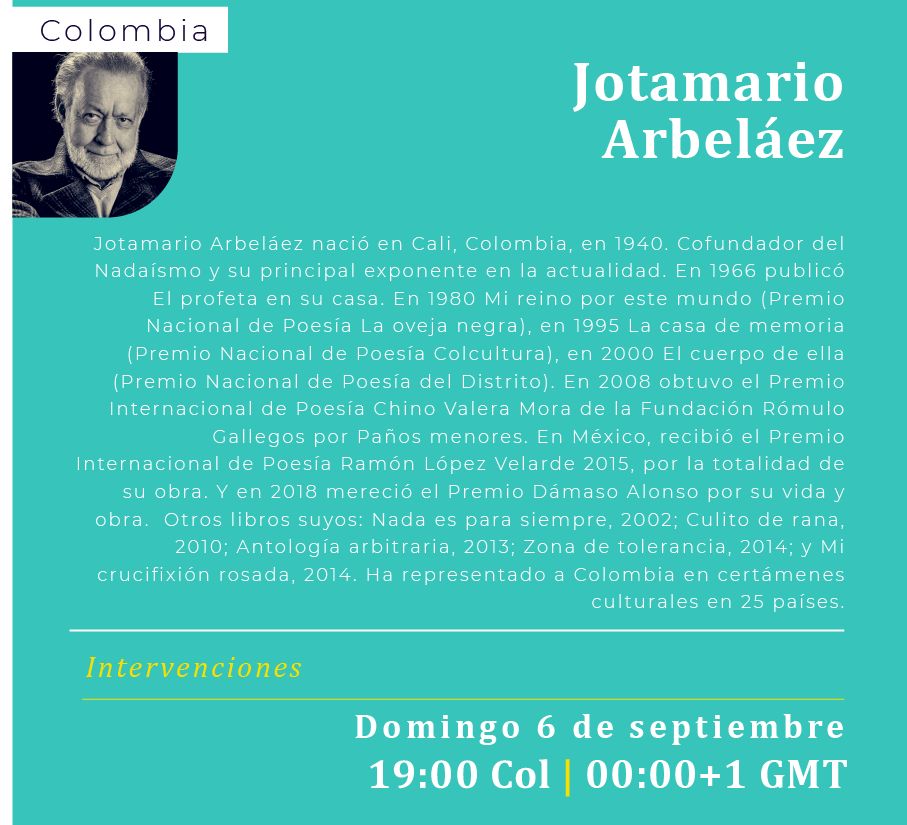 Colombia
Jotamario
Arbeláez
Jotamario Arbeláez nació en Cali, Colombia, en 1940. Cofundador del
Nadaísmo y su principal exponente en la actualidad. En 1966 publicó
El profeta en su casa. En 1980 Mi reino por este mundo (Premio
Nacional de Poesía La oveja negra), en 1995 La casa de memoria
(Premio Nacional de Poesía Colcultura), en 2000 El cuerpo de ella
(Premio Nacional de Poesía del Distrito). En 2008 obtuvo el Premio
Internacional de Poesía Chino Valera Mora de la Fundación Rómulo
Gallegos por Paños menores. En México, recibió el Premio
Internacional de Poesía Ramón López Velarde 2015, por la totalidad de
su obra. Y en 2018 mereció el Premio Dámaso Alonso por su vida y
obra.  Otros libros suyos: Nada es para siempre, 2002; Culito de rana,
2010; Antología arbitraria, 2013; Zona de tolerancia, 2014; y Mi
crucifixión rosada, 2014. Ha representado a Colombia en certámenes
culturales en 25 países.
Intervenciones
Domingo 6 de septiembre
19:00 Col | 00:00+1 GMT